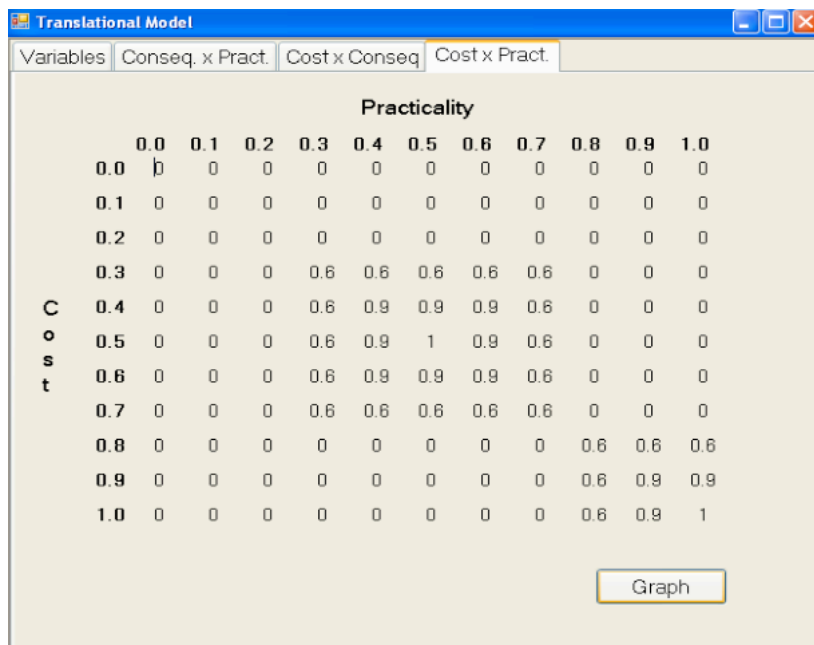 Translational Model
Variables Conseq. x Pract. Cost x Conseq Cost x Pract.
Practicality
0.0 0.1 0.2 0.3 0.4 0.5 0.6 0.7 0.8 0.9 1.0
0.0 0 0 0 0 0 0 0 0 0 0 0
0.1 0 0 0 0 0 0 0 0 0 0 0
0.2 0 0 0 0 0 0 0 0 0 0 0
0.3 0 0 0 0.6 0.6 0.6 0.6 0.6 0 0 0
0.4 0 0 0 0.6 0.9 0.9 0.9 0.6 0 0 0
0.5 0 0 0 0.6 0.9 1 0.9 0.6 0 0 0
0.6 0 0 0 0.6 0.9 0.9 0.9 0.6 0 0 0
0.7 0 0 0 0.6 0.6 0.6 0.6 0.6 0 0 0
0.8 0 0 0 0 0 0 0 0 0.6 0.6 0.6
0.9 0 0 0 0 0 0 0 0 0.6 0.9 0.9
1.0 0 0 0 0 0 0 0 0 0.6 0.9 1
Cost
Graph